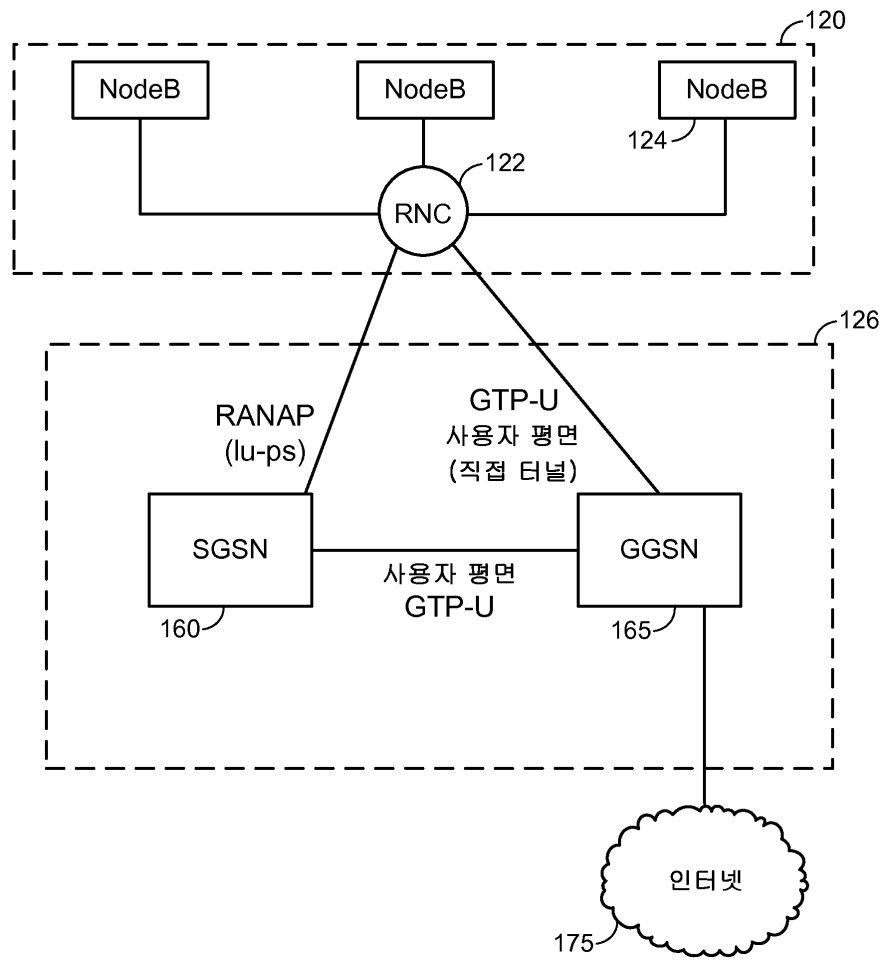 120
NodeB
NodeB
NodeB
124
122
RNC
126
RANAP
(lu-ps)
GTP-U
사용자 평면
(직접 터널)
SGSN
GGSN
사용자 평면
GTP-U
160
165
인터넷
175